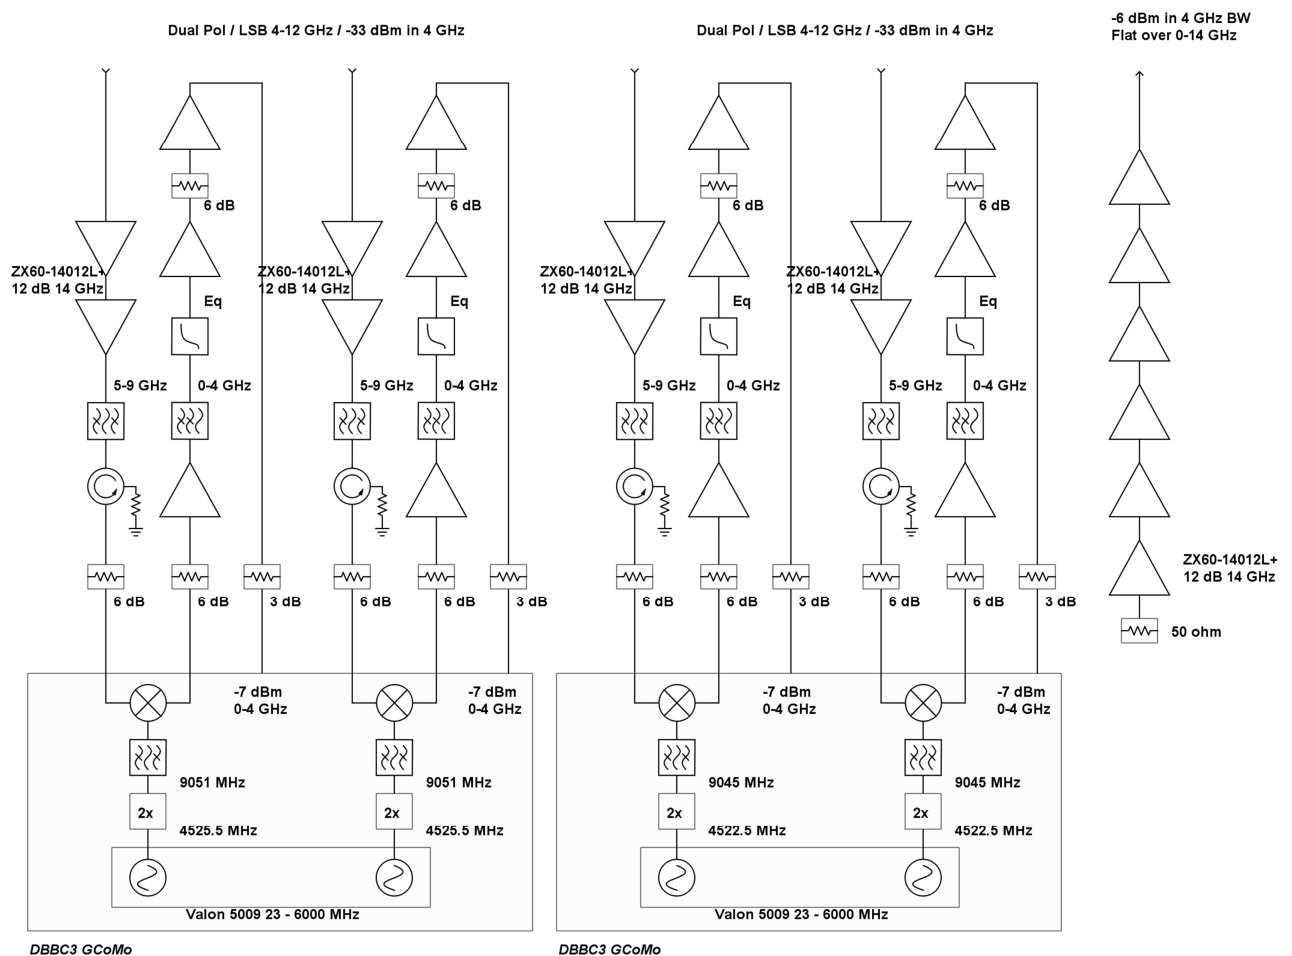 Dual Pol / LSB 4-12 GHz / -33 dBm in 4 GHz
Dual Pol / LSB 4-12 GHz / -33 dBm in 4 GHz
-6 dBm in 4 GHz BW
Flat over 0-14 GHz
6 dB
6 dB
6 dB
6 dB
ZX60-14012L+
12 dB 14 GHz
ZX60-14012L+
12 dB 14 GHz
ZX60-14012L+
12 dB 14 GHz
ZX60-14012L+
12 dB 14 GHz
Eq
Eq
Eq
Eq
5-9 GHz
0-4 GHz
5-9 GHz
0-4 GHz
5-9 GHz
0-4 GHz
5-9 GHz
0-4 GHz
ZX60-14012L+
12 dB 14 GHz
6 dB
6 dB
3 dB
6 dB
6 dB
3 dB
6 dB
6 dB
3 dB
6 dB
6 dB
3 dB
50 ohm
-7 dBm
0-4 GHz
-7 dBm
0-4 GHz
-7 dBm
0-4 GHz
-7 dBm
0-4 GHz
9051 MHz
9051 MHz
9045 MHz
9045 MHz
2x
2x
2x
2x
4525.5 MHz
4525.5 MHz
4522.5 MHz
4522.5 MHz
Valon 5009 23 - 6000 MHz
Valon 5009 23 - 6000 MHz
DBBC3 GCoMo
DBBC3 GCoMo